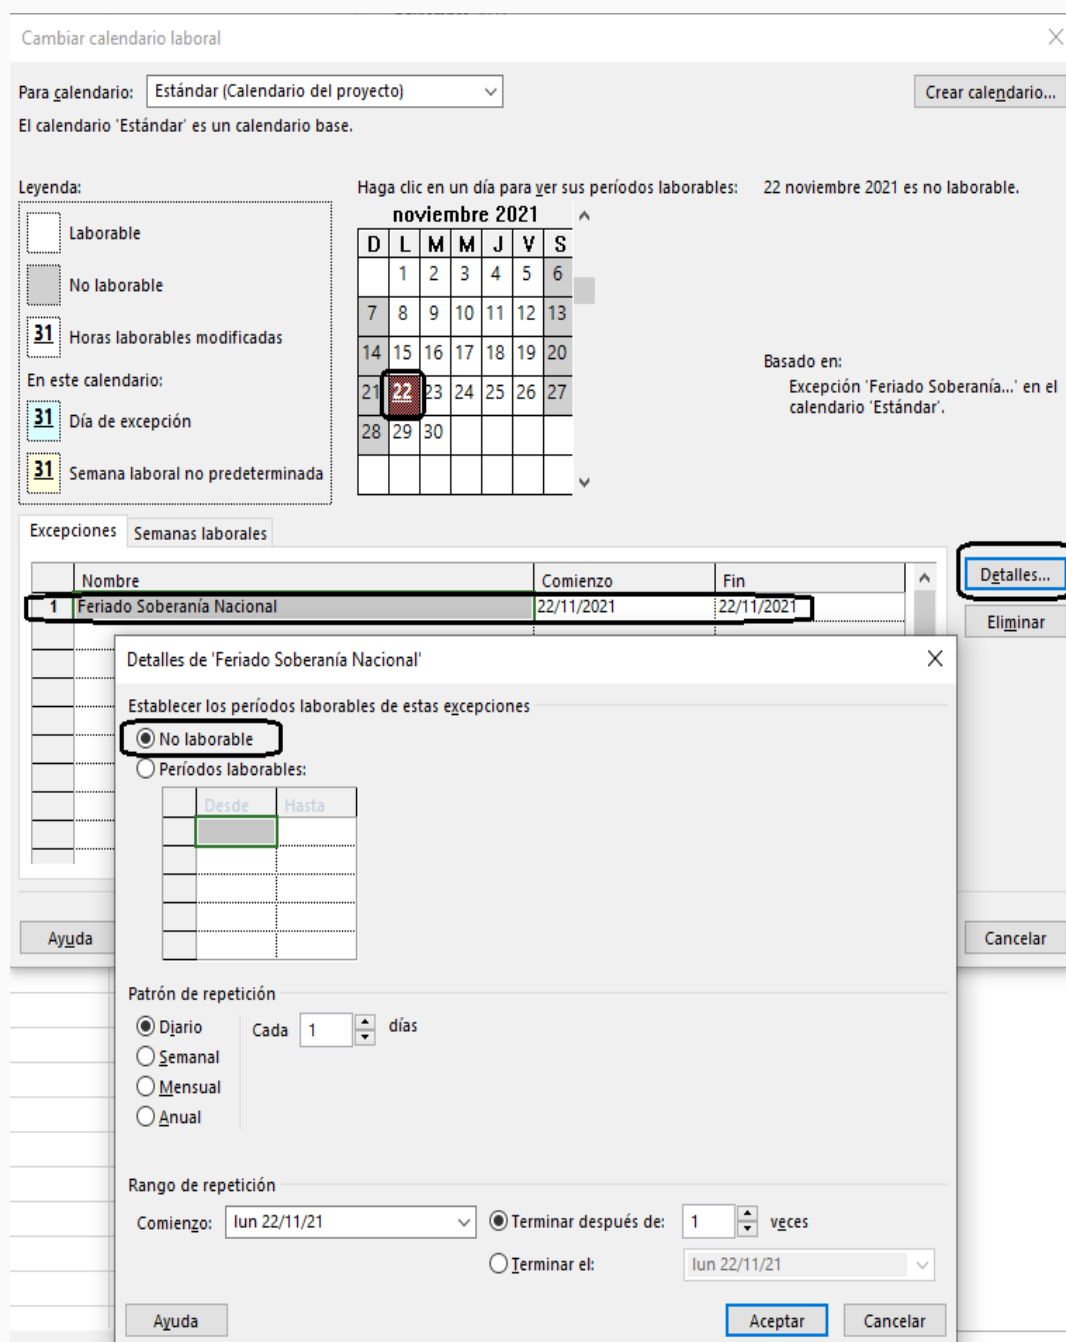 Cambiar calendario laboral
Para calendario: Estándar (Calendario del proyecto) Crear calendario...
El calendario 'Estándar' es un calendario base.
Leyenda:
Laborable
No laborable
31 Horas laborables modificadas
En este calendario:
31 Día de excepción
31 Semana laboral no predeterminada
Haga clic en un día para ver sus períodos laborables:
noviembre 2021
D L M M J V S
1 2 3 4 5 6
7 8 9 10 11 12 13
14 15 16 17 18 19 20
21 22 23 24 25 26 27
28 29 30
22 noviembre 2021 es no laborable.
Basado en:
Excepción 'Feriado Soberanía...' en el
calendario 'Estándar'.
Excepciones Semanas laborales
Nombre Comienzo Fin
1 Feriado Soberanía Nacional 22/11/2021 22/11/2021
Detalles...
Eliminar
Ayuda
Cancelar
Detalles de 'Feriado Soberanía Nacional'
Establecer los períodos laborables de estas excepciones
No laborable
Períodos laborables:
Desde Hasta
Patrón de repetición
Diario
Semanal
Mensual
Anual
Cada 1 días
Rango de repetición
Comienzo: lun 22/11/21 Terminar después de: 1 veces
Terminar el: lun 22/11/21
Ayuda Aceptar Cancelar